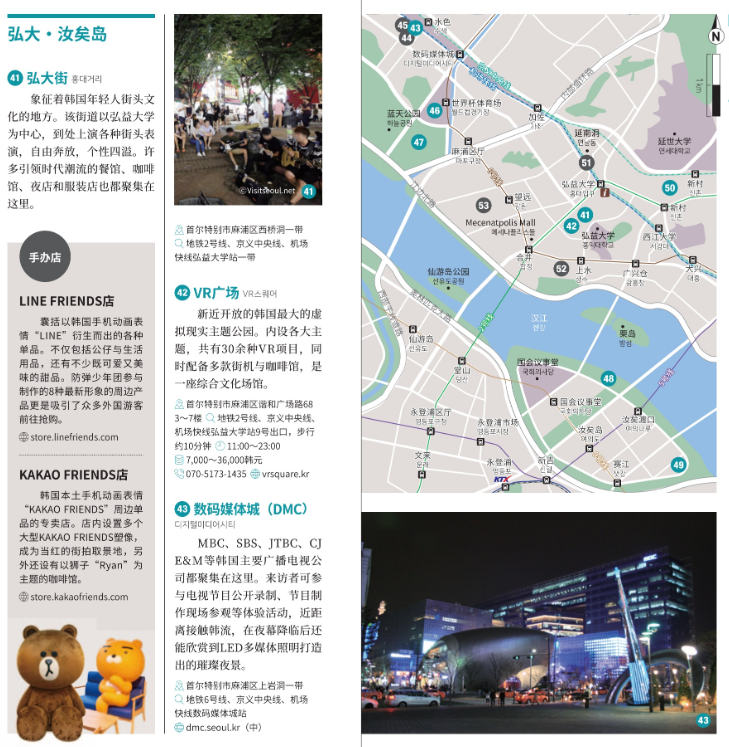 弘大・汝矣岛
41 弘大街 홍대거리
象征着韩国年轻人街头文
化的地方。该街道以弘益大学
为中心，到处上演各种街头表
演，自由奔放，个性四溢。许
多引领时代潮流的餐馆、咖啡
馆、夜店和服装店也都聚集在
这里。
手办店
LINE FRIENDS店
囊括以韩国手机动画表
情“LINE”衍生而出的各种
单品。不仅包括公仔与生活
用品，还有不少既可爱又美
味的甜品。防弹少年团参与
制作的8种最新形象的周边产
品更是吸引了众多外国游客
前往抢购。
store.linefriends.com
KAKAO FRIENDS店
韩国本土手机动画表情
“KAKAO FRIENDS”周边单
品的专卖店。店内设置多个
大型KAKAO FRIENDS塑像，
成为当红的街拍取景地，另
外还设有以狮子“Ryan”为
主题的咖啡馆。
store.kakaofriends.com
©Visitseoul.net 41
首尔特别市麻浦区西桥洞一带
地铁2号线、京义中央线、机场
快线弘益大学站一带
42 VR广场 VR스퀘어
新近开放的韩国最大的虚
拟现实主题公园。内设各大主
题，共有30余种VR项目，同
时配备多款街机与咖啡馆，是
一座综合文化场馆。
首尔特别市麻浦区谐和广场路68
3～7楼 地铁2号线、京义中央线、
机场快线弘益大学站9号出口，步行
约10分钟 11:00～23:00
7,000～36,000韩元
070-5173-1435 vrsquare.kr
43 数码媒体城（DMC）
디지털미디어시티
MBC、SBS、JTBC、CJ
E&M等韩国主要广播电视公
司都聚集在这里。来访者可参
与电视节目公开录制、节目制
作现场参观等体验活动，近距
离接触韩流，在夜幕降临后还
能欣赏到LED多媒体照明打造
出的璀璨夜景。
首尔特别市麻浦区上岩洞一带
地铁6号线、京义中央线、机场
快线数码媒体城站
dmc.seoul.kr（中）
45
43
44
水色
수색
N
数码媒体城
디지털미디어시티
1km
46
世界杯体育场
월드컵경기장
蓝天公园
하늘공원
47
加佐
가좌
麻浦区厅
마포구청
延南洞
연남동
51
延世大学
연세대학교
弘益大学
홍대입구
50
新村
신촌
新村
신촌
53
望远
망원
Mecenatpolis Mall
메세나폴리스몰
41
42
弘益大学
홍익대학교
西江大学
서강대
合井
합정
52
上水
상수
广兴仓
광흥창
大兴
대흥
仙游岛公园
선유도공원
汉江
한강
栗岛
밤섬
仙游岛
선유도
堂山
당산
国会议事堂
국회의사당
48
国会议事堂
국회의사당
汝矣渡口
여의나루
永登浦区厅
영등포구청
永登浦市场
영등포시장
汝矣岛
여의도
文来
문래
永登浦
영등포
KTX
新吉
신길
赛江
샛강
49
43